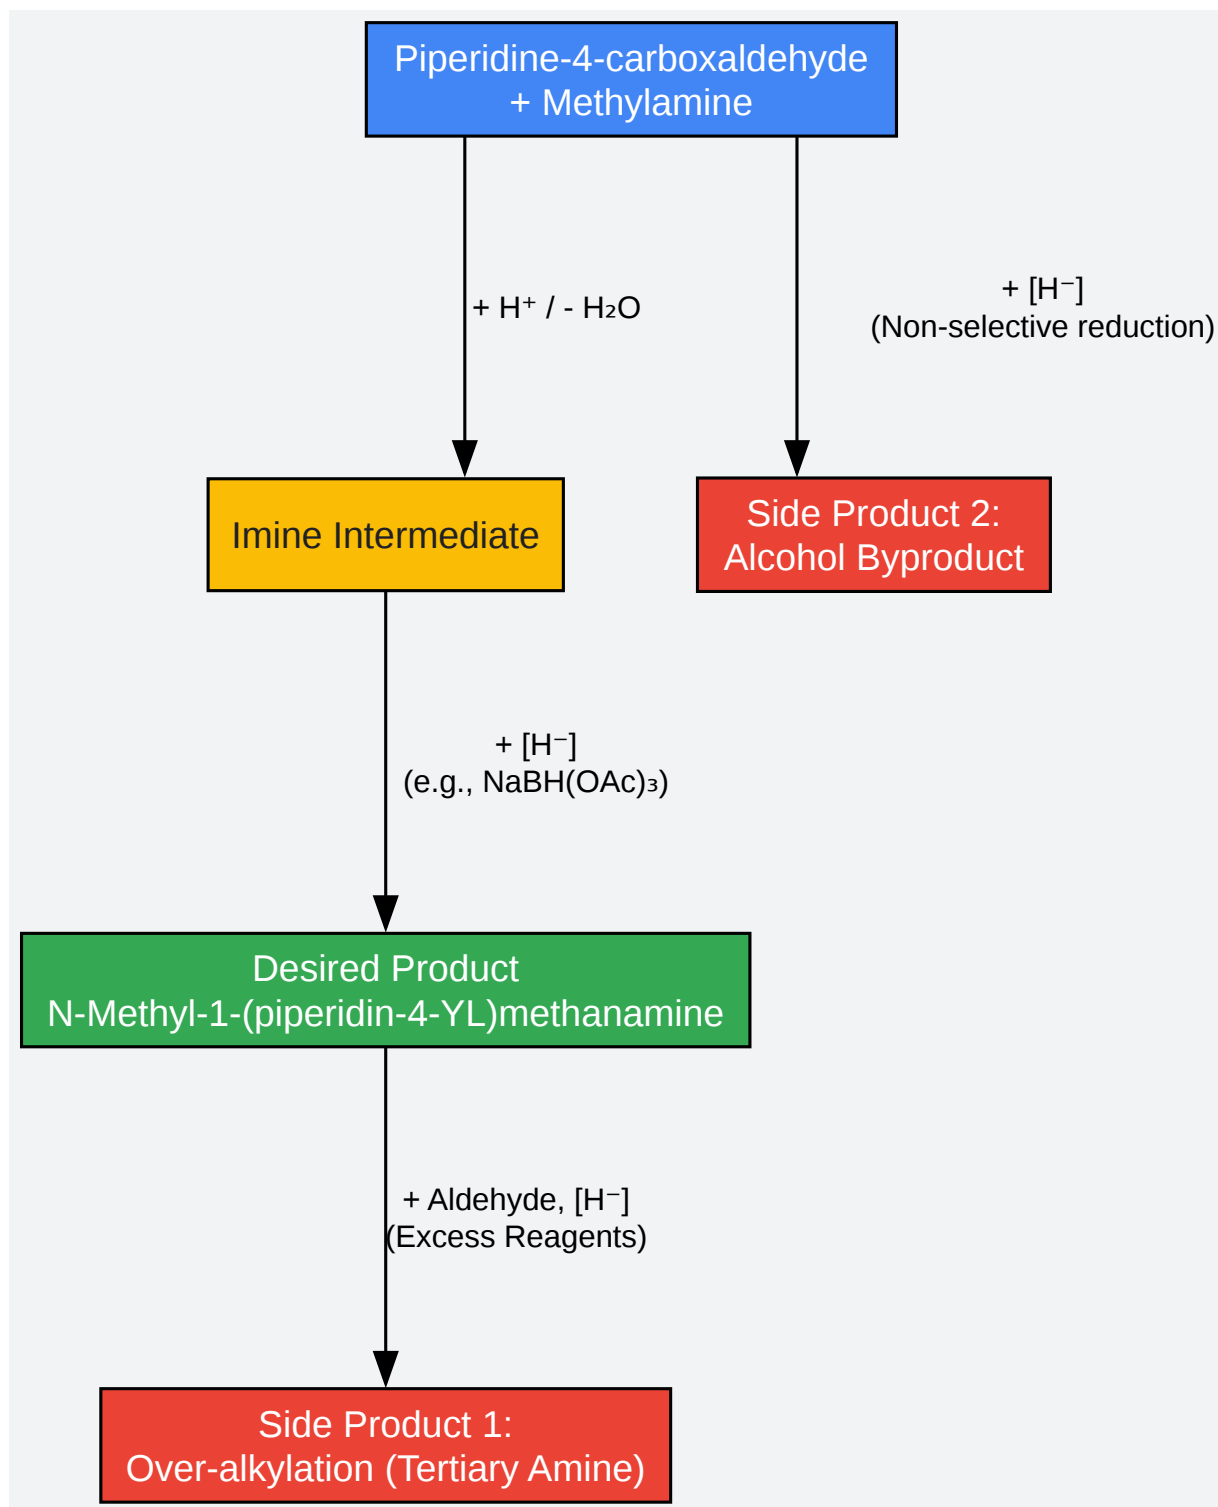 Piperidine-4-carboxaldehyde
+ Methylamine
+ H⁺ / - H₂O
+ [H⁻]
(Non-selective reduction)
Imine Intermediate
Side Product 2:
Alcohol Byproduct
+ [H⁻]
(e.g., NaBH(OAc)₃)
Desired Product
N-Methyl-1-(piperidin-4-YL)methanamine
+ Aldehyde, [H⁻]
(Excess Reagents)
Side Product 1:
Over-alkylation (Tertiary Amine)